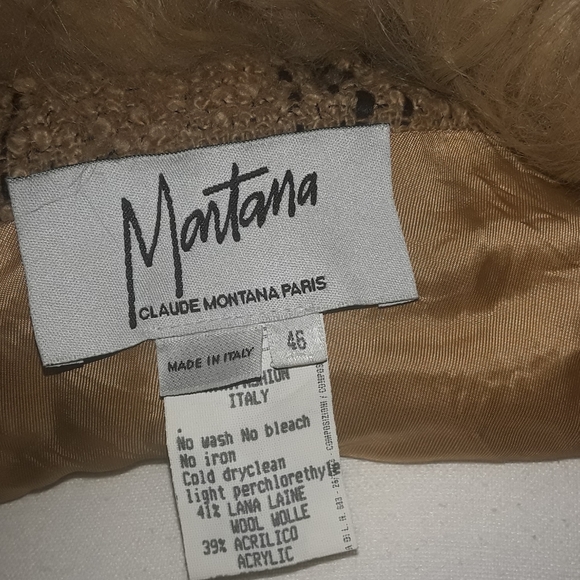 Montana
CLAUDE MONTANA PARIS
MADE IN ITALY
46
ITALY
No wash No bleach
No iron
Cold dryclean
light perchlorethyle
41% LANA LAINE
WOOL WOLLE
39% ACRILICO
ACRYLIC